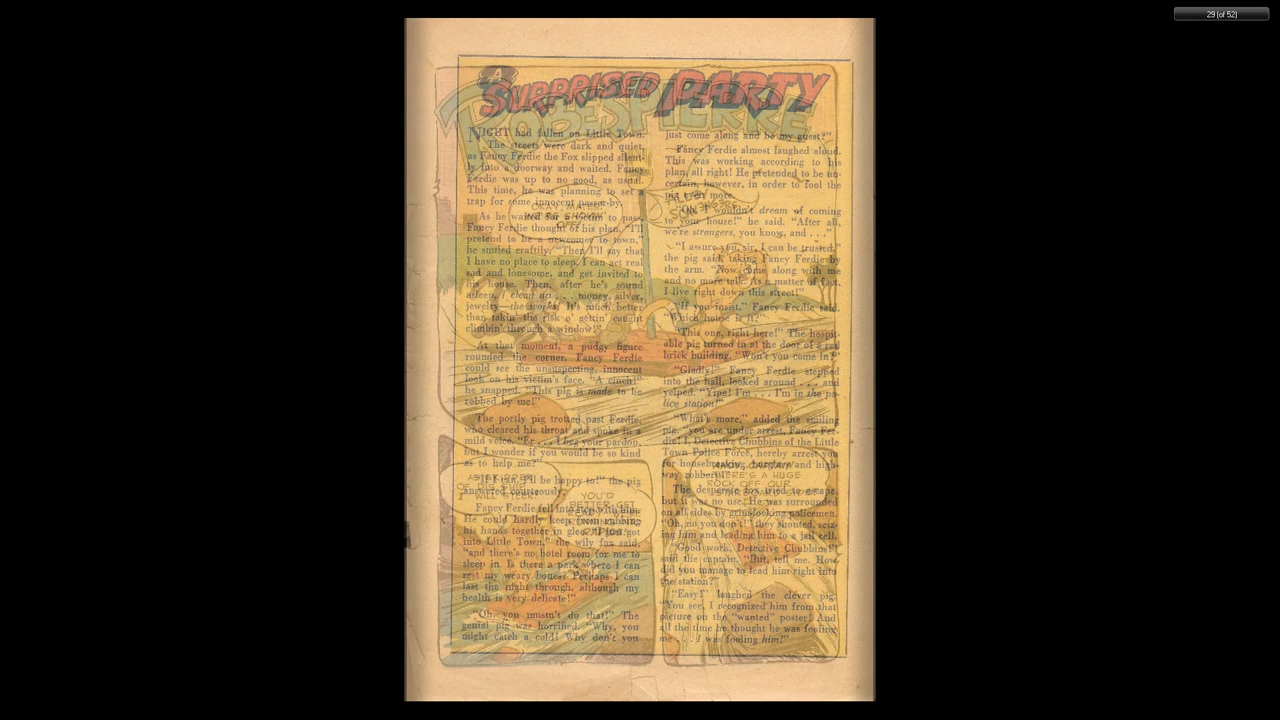 29 (of 52)
A
SURPRISED PARTY
ROBESPIERRE
NIGHT had fallen on Little Town.
The streets were dark and quiet,
as Fancy Ferdie the Fox slipped silent-
ly into a doorway and waited. Fancy
Ferdie was up to no good, as usual.
This time, he was planning to set a
trap for some innocent passer-by.
As he waited for a victim to pass,
Fancy Ferdie thought of his plan. "I'll
pretend to be a newcomer to town,"
he smiled craftily. "Then I'll say that
I have no place to sleep. I can act real
sad and lonesome, and get invited to
his house. Then, after he's sound
asleep, I clean up . . . money, silver,
jewelry—the works! It's much better
than takin' the risk o' gettin' caught
climbin' through a window!"
At that moment, a pudgy figure
rounded the corner. Fancy Ferdie
could see the unsuspecting, innocent
look on his victim's face. "A cinch!"
he snapped. "This pig is made to be
robbed by me!"
The portly pig trotted past Ferdie,
who cleared his throat and spoke in a
mild voice. "Er . . . I beg your pardon,
but I wonder if you would be so kind
as to help me?"
"If I can, I'll be happy to!" the pig
answered courteously.
Fancy Ferdie fell into step with him.
He could hardly keep from rubbing
his hands together in glee. "I just got
into Little Town," the wily fox said,
"and there's no hotel room for me to
sleep in. Is there a park where I can
rest my weary bones? Perhaps I can
last the night through, although my
health is very delicate!"
"Oh, you mustn't do that!" The
genial pig was horrified. "Why, you
might catch a cold! Why don't you
just come along and be my guest?"
Fancy Ferdie almost laughed aloud.
This was working according to his
plan, all right! He pretended to be un-
certain, however, in order to fool the
pig even more.
"Oh, I wouldn't dream of coming
to your house!" he said. "After all,
we're strangers, you know, and . . ."
"I assure you, sir, I can be trusted,"
the pig said, taking Fancy Ferdie by
the arm. "Now, come along with me
and no more talk. As a matter of fact,
I live right down this street!"
"If you insist," Fancy Ferdie said.
"Which house is it?"
"This one, right here!" The hospit-
able pig turned in at the door of a red
brick building. "Won't you come in?"
"Gladly!" Fancy Ferdie stepped
into the hall, looked around . . . and
yelped. "Yipe! I'm . . . I'm in the po-
lice station!"
"What's more," added the smiling
pig, "you are under arrest, Fancy Fer-
die! I, Detective Chubbins of the Little
Town Police Force, hereby arrest you
for and high-
way robbery!"
The desperate fox tried to escape,
but it was no use. He was surrounded
on all sides by grim-looking policemen.
"Oh, no you don't!" they shouted, seiz-
ing him and leading him to a jail cell.
"Good work, Detective Chubbins!"
said the captain. "But, tell me. How
did you manage to lead him right into
the station?"
"Easy!" laughed the clever pig.
"You see, I recognized him from that
picture on the "wanted" poster! And
all the time he thought he was fooling
me . . . I was fooling him!"